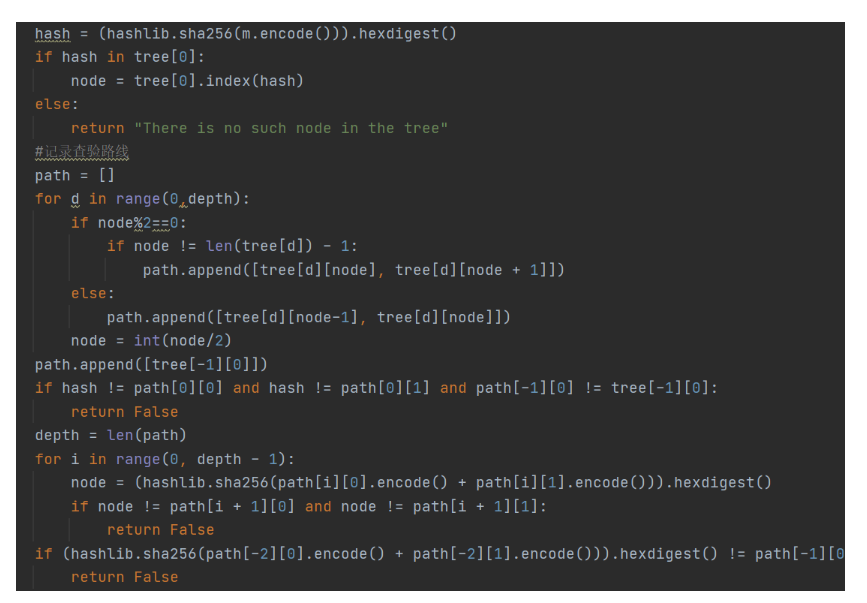 hash = (hashlib.sha256(m.encode())).hexdigest()
if hash in tree[0]:
    node = tree[0].index(hash)
else:
    return "There is no such node in the tree"
#记录查验路线
path = []
for d in range(0,depth):
    if node%2==0:
        if node != len(tree[d]) - 1:
            path.append([tree[d][node], tree[d][node + 1]])
    else:
        path.append([tree[d][node-1], tree[d][node]])
    node = int(node/2)
path.append([tree[-1][0]])
if hash != path[0][0] and hash != path[0][1] and path[-1][0] != tree[-1][0]:
    return False
depth = len(path)
for i in range(0, depth - 1):
    node = (hashlib.sha256(path[i][0].encode() + path[i][1].encode())).hexdigest()
    if node != path[i + 1][0] and node != path[i + 1][1]:
        return False
if (hashlib.sha256(path[-2][0].encode() + path[-2][1].encode())).hexdigest() != path[-1][0
    return False